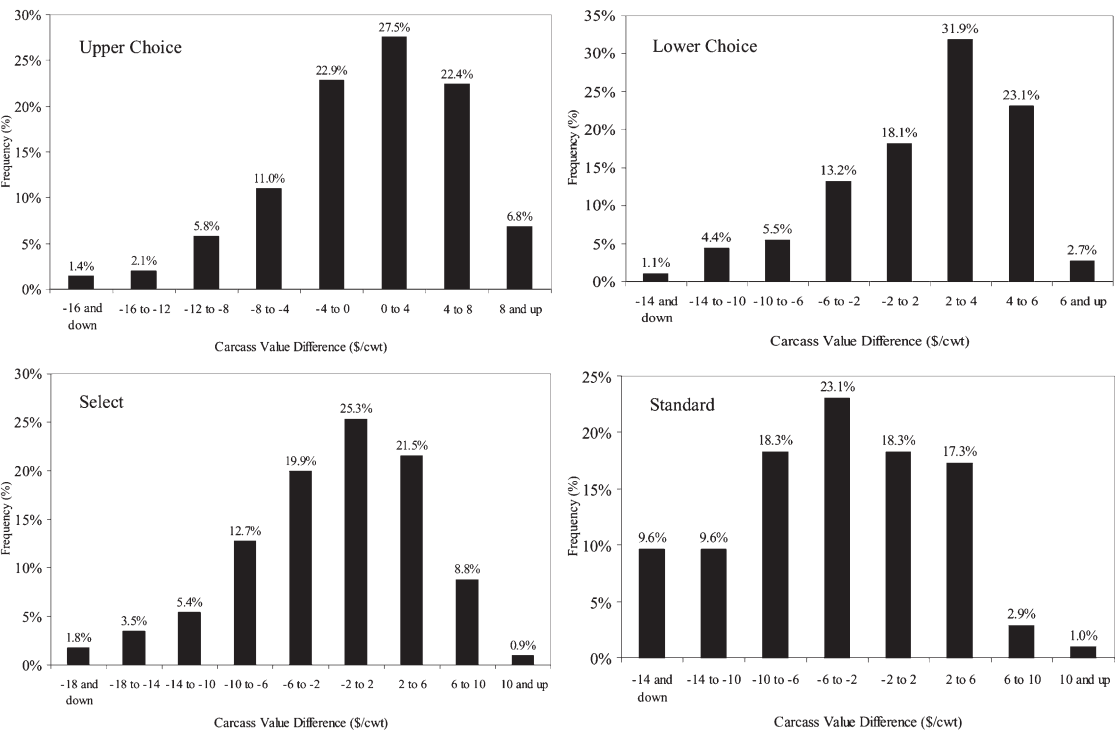 Upper Choice
Frequency (%)
30%
25%
20%
15%
10%
5%
0%
1.4%
2.1%
5.8%
11.0%
22.9%
27.5%
22.4%
6.8%
-16 and down
-16 to -12
-12 to -8
-8 to -4
-4 to 0
0 to 4
4 to 8
8 and up
Carcass Value Difference ($/cwt)
Lower Choice
Frequency (%)
35%
30%
25%
20%
15%
10%
5%
0%
1.1%
4.4%
5.5%
13.2%
18.1%
31.9%
23.1%
2.7%
-14 and down
-14 to -10
-10 to -6
-6 to -2
-2 to 2
2 to 4
4 to 6
6 and up
Carcass Value Difference ($/cwt)
Select
Frequency (%)
30%
25%
20%
15%
10%
5%
0%
1.8%
3.5%
5.4%
12.7%
19.9%
25.3%
21.5%
8.8%
0.9%
-18 and down
-18 to -14
-14 to -10
-10 to -6
-6 to -2
-2 to 2
2 to 6
6 to 10
10 and up
Carcass Value Difference ($/cwt)
Standard
Frequency (%)
25%
20%
15%
10%
5%
0%
9.6%
9.6%
18.3%
23.1%
18.3%
17.3%
2.9%
1.0%
-14 and down
-14 to -10
-10 to -6
-6 to -2
-2 to 2
2 to 6
6 to 10
10 and up
Carcass Value Difference ($/cwt)